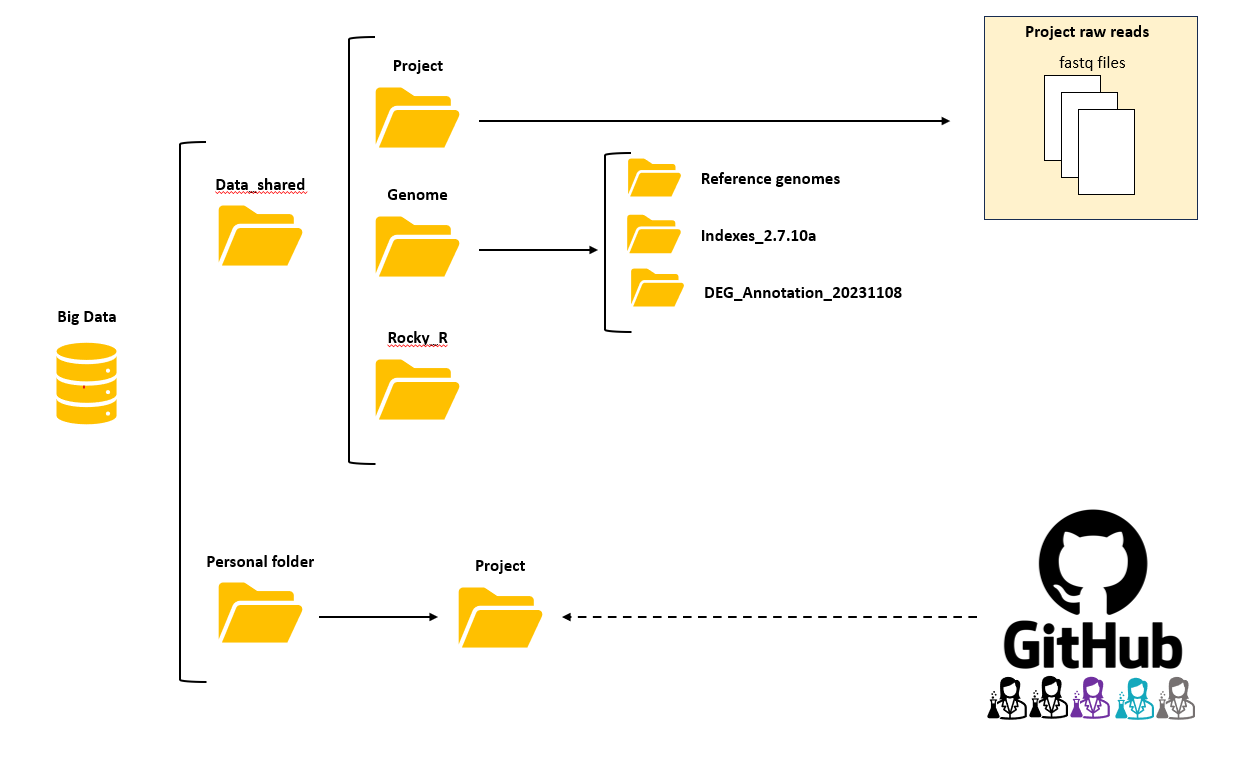 Project raw reads
fastq files
Project
Data_shared
Genome
Reference genomes
Indexes_2.7.10a
DEG_Annotation_20231108
Big Data
Rocky_R
Personal folder
Project
GitHub